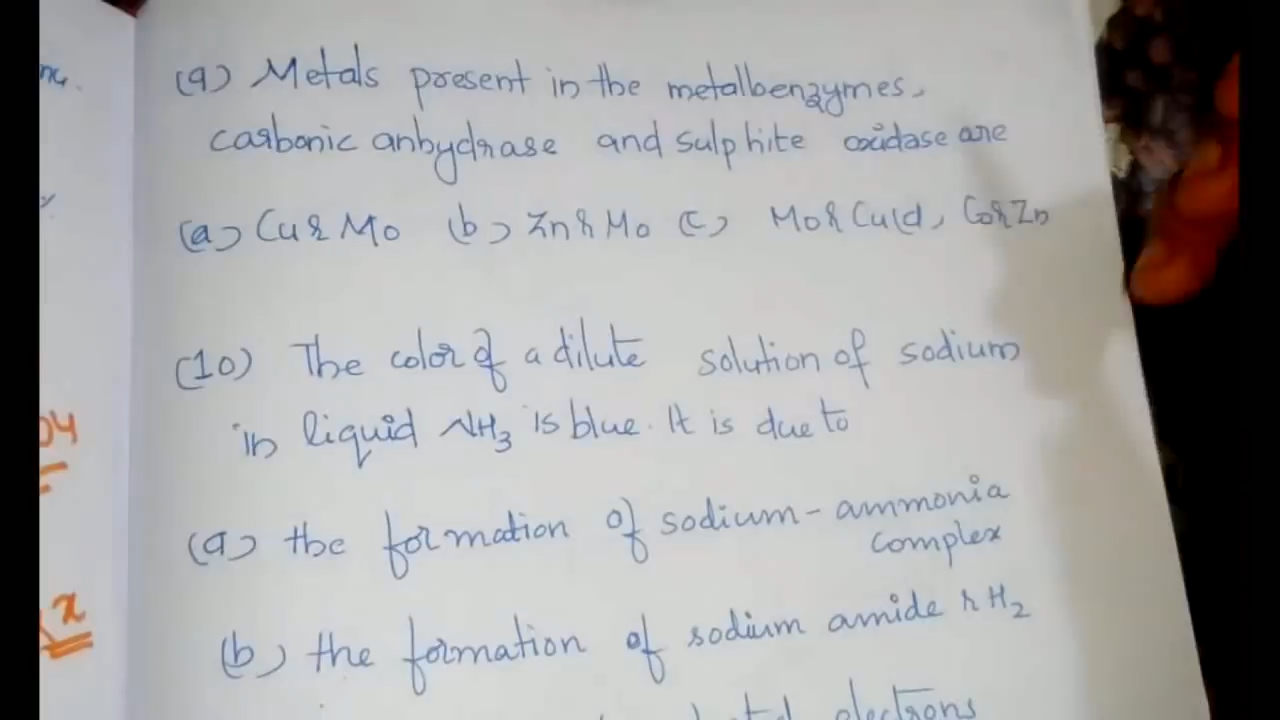 (9) Metals present in the metalloenzymes,
carbonic anhydrase and sulphite oxidase are
(a) Cu & Mo (b) Zn & Mo (c) Mo & Cu (d) Co & Zn
(10) The color of a dilute solution of sodium
in liquid NH3 is blue. It is due to
(a) the formation of sodium-ammonia
complex
(b) the formation of sodium amide & H2
electrons
04
x